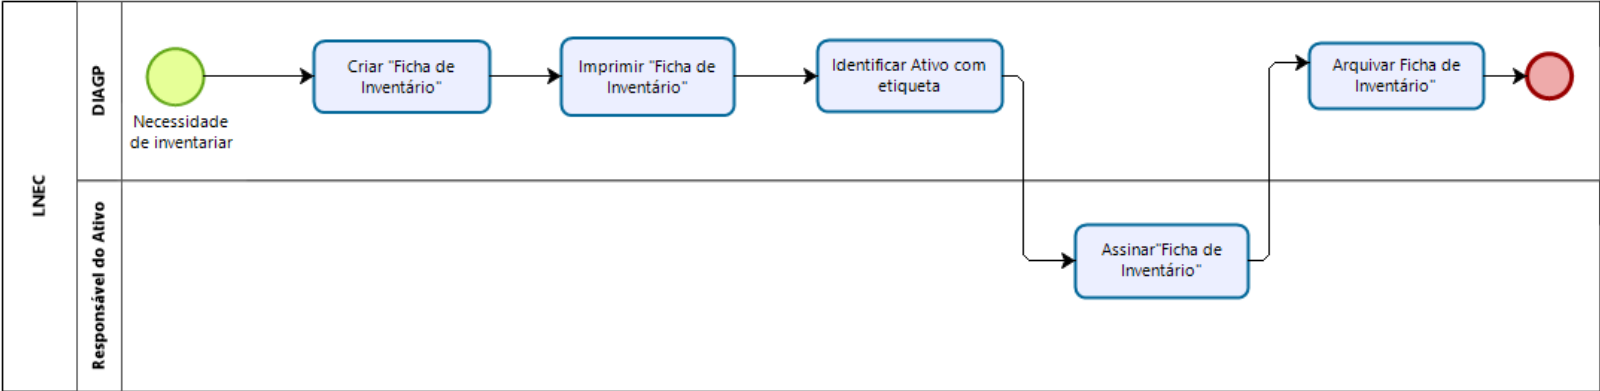 LNEC
DIAGP
Necessidade
de inventariar
Criar "Ficha de
Inventário"
Imprimir "Ficha de
Inventário"
Identificar Ativo com
etiqueta
Arquivar Ficha de
Inventário"
Responsável do Ativo
Assinar"Ficha de
Inventário"